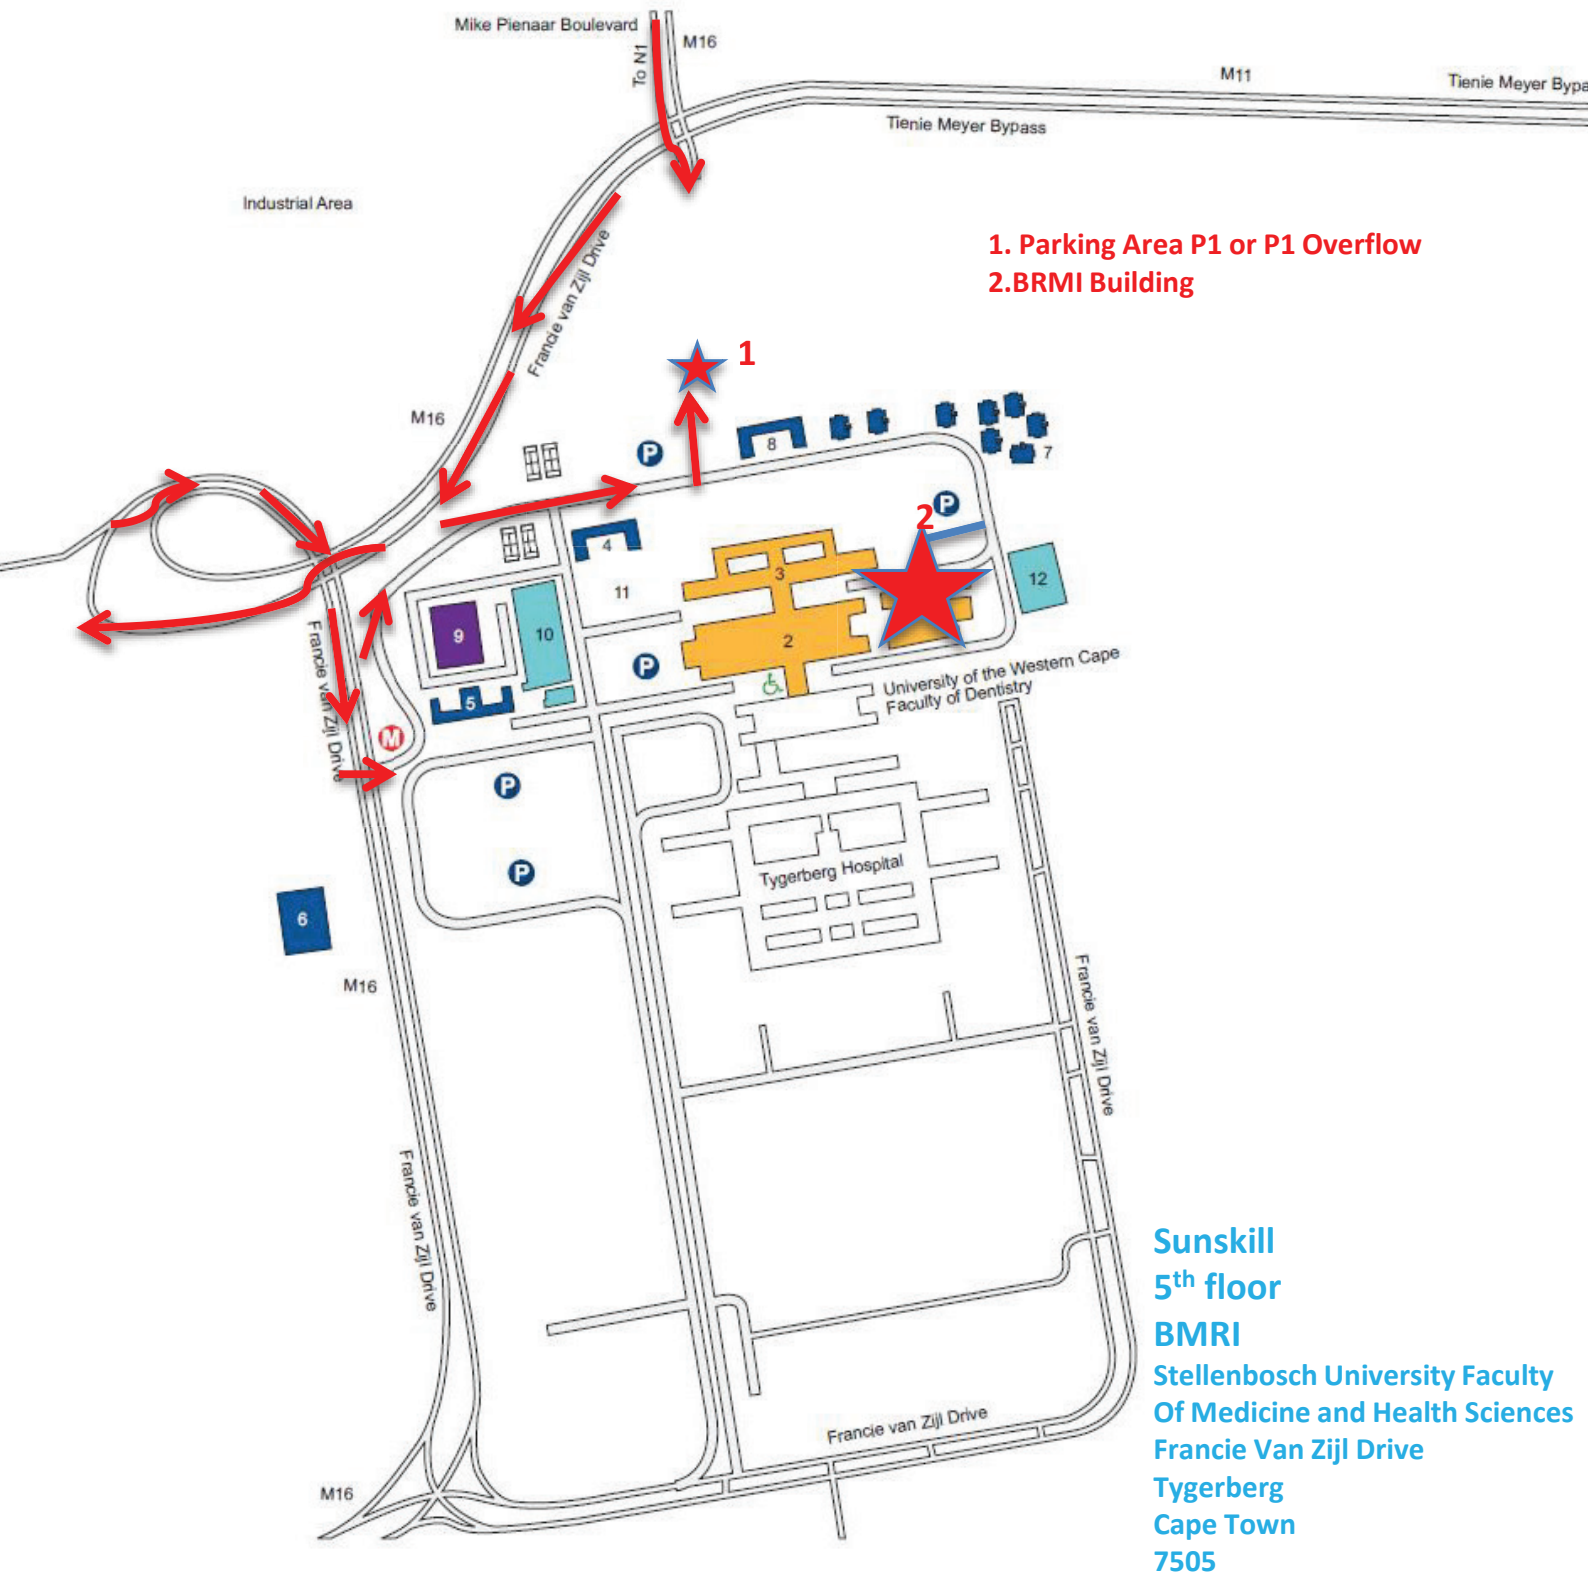 Mike Pienaar Boulevard
M16
To N1
M11
Tienie Meyer Bypa
Tienie Meyer Bypass
Industrial Area
Francie van Zijl Drive
1. Parking Area P1 or P1 Overflow
2.BRMI Building
1
M16
P
8
7
P
2
4
3
12
11
9
10
2
P
5
University of the Western Cape
Faculty of Dentistry
Francie van Zijl Drive
M
P
P
Tygerberg Hospital
6
M16
Francie van Zijl Drive
Francie van Zijl Drive
Sunskill
5th floor
BMRI
Stellenbosch University Faculty
Of Medicine and Health Sciences
Francie Van Zijl Drive
Tygerberg
Cape Town
7505
Francie van Zijl Drive
M16